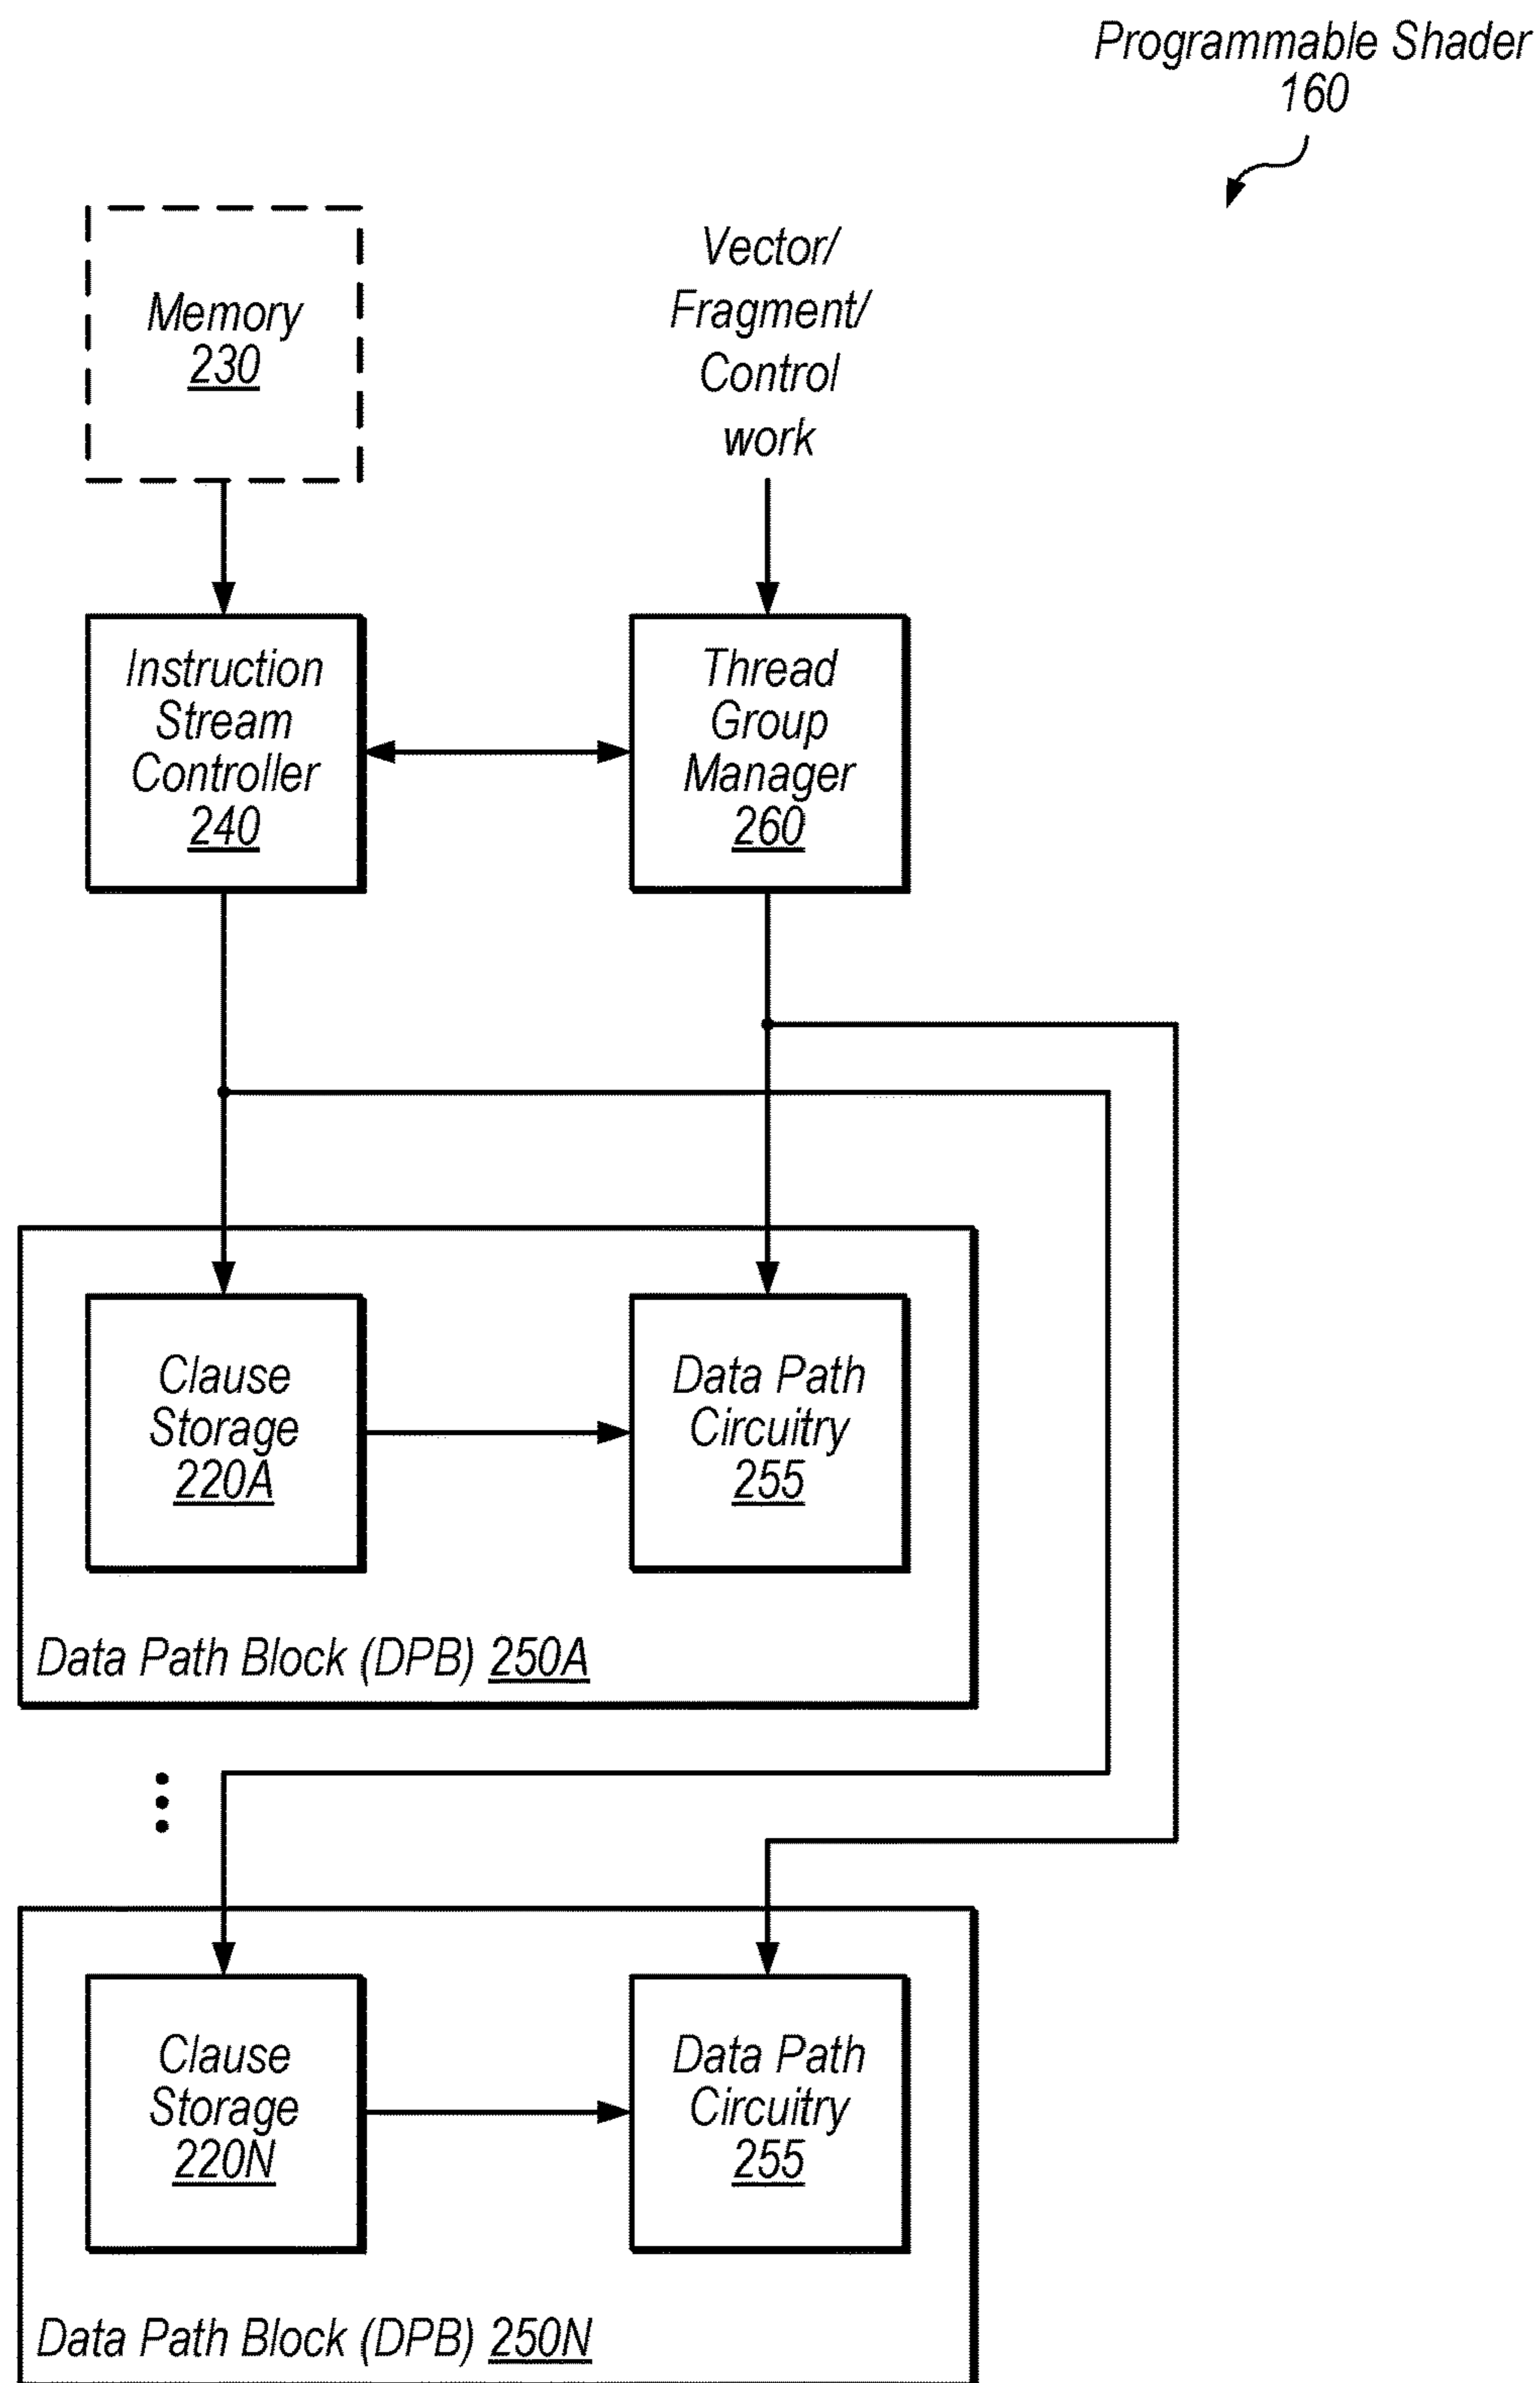 Programmable Shader
160
Memory
230
Vector/
Fragment/
Control
work
Instruction
Stream
Controller
240
Thread
Group
Manager
260
Clause
Storage
220A
Data Path
Circuitry
255
Data Path Block (DPB) 250A
Clause
Storage
220N
Data Path
Circuitry
255
Data Path Block (DPB) 250N